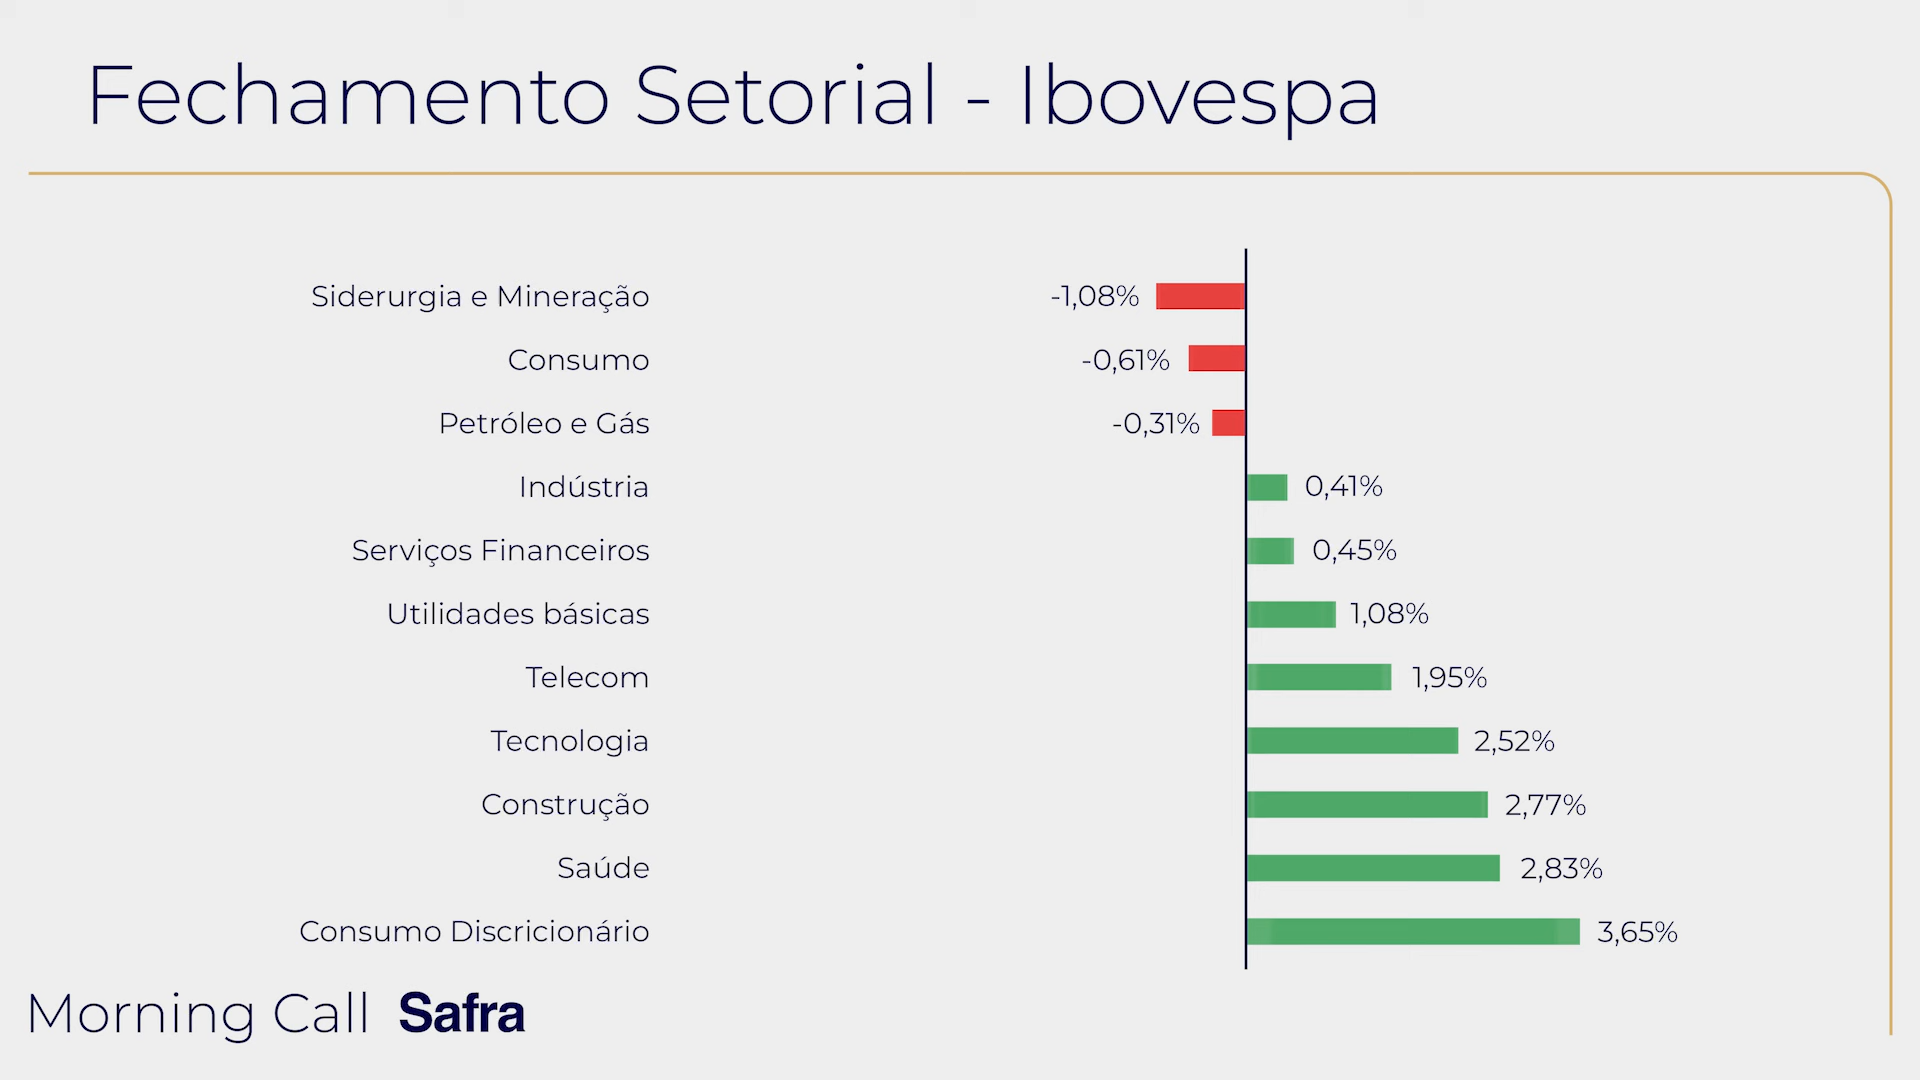 Fechamento Setorial - Ibovespa
Siderurgia e Mineração -1,08%
Consumo -0,61%
Petróleo e Gás -0,31%
Indústria 0,41%
Serviços Financeiros 0,45%
Utilidades básicas 1,08%
Telecom 1,95%
Tecnologia 2,52%
Construção 2,77%
Saúde 2,83%
Consumo Discricionário 3,65%
Morning Call Safra